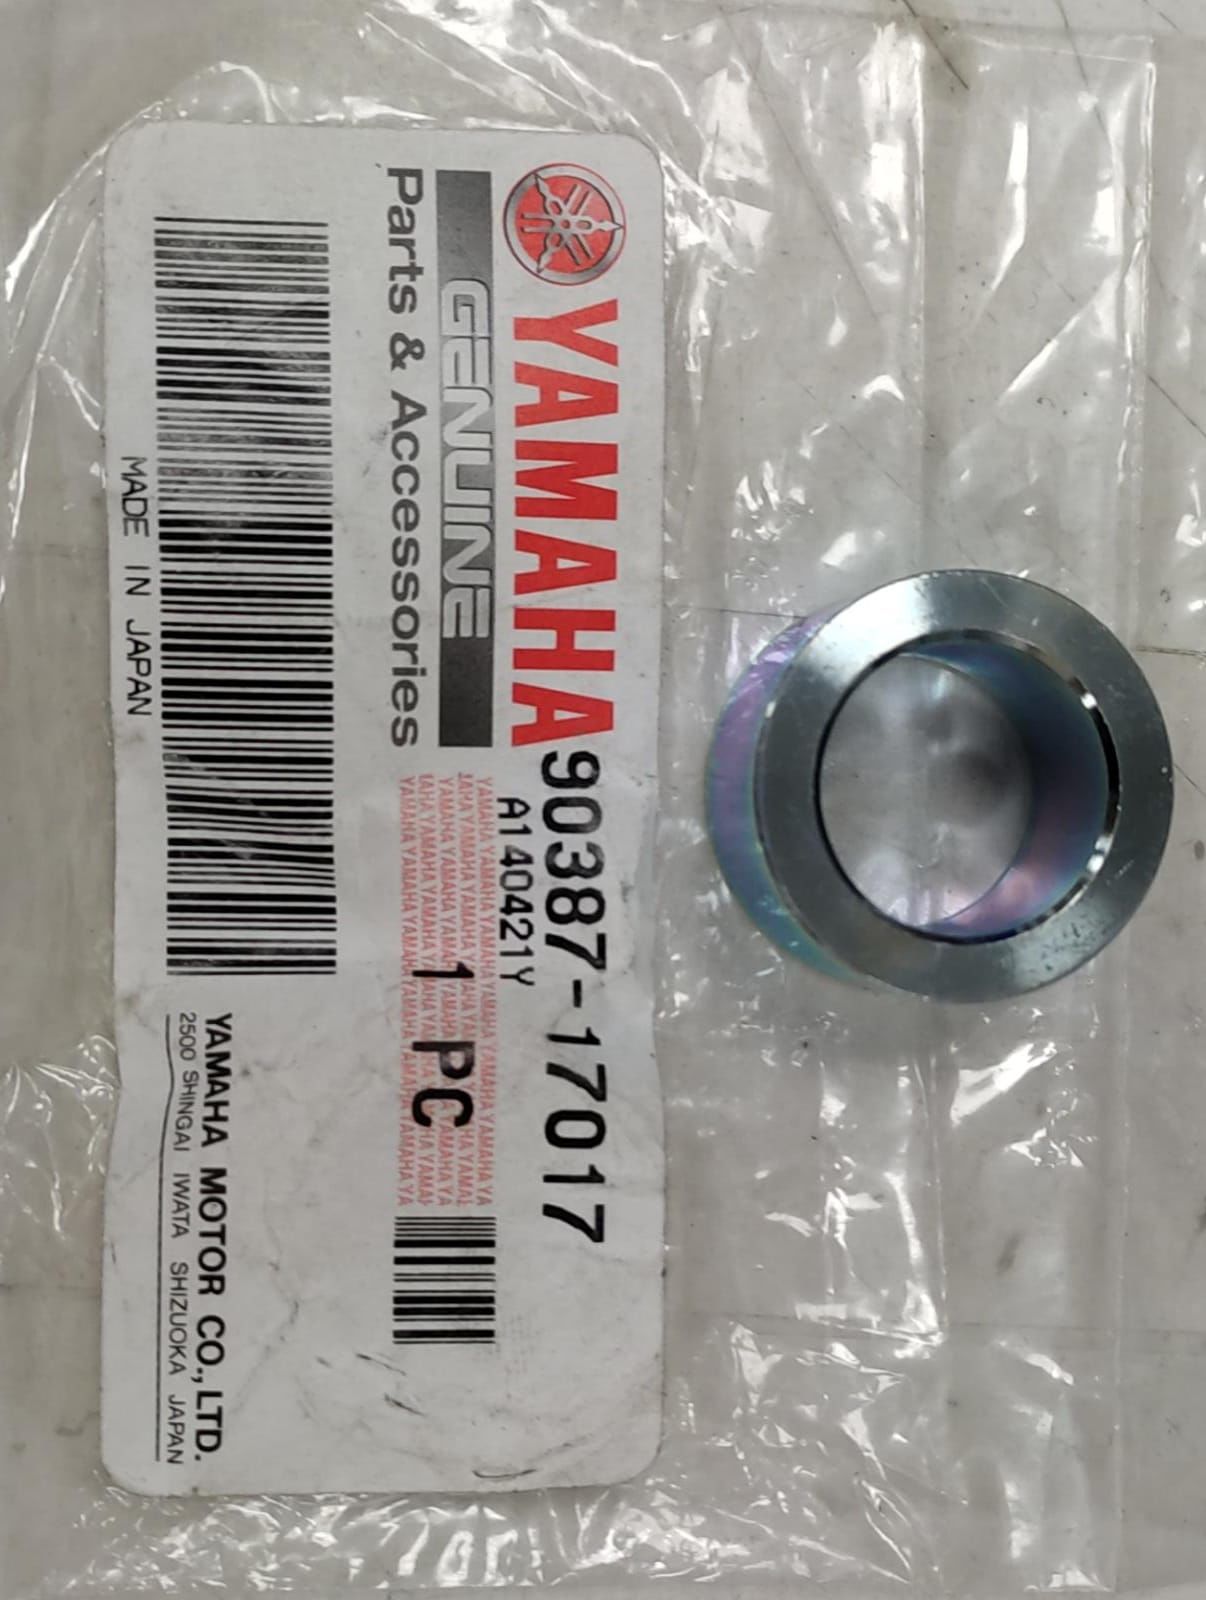 YAMAHA
90387-17017
A140421Y
GENUINE
Parts & Accessories
1 PC
MADE IN JAPAN
YAMAHA MOTOR CO., LTD.
2500 SHINGAI IWATA SHIZUOKA JAPAN